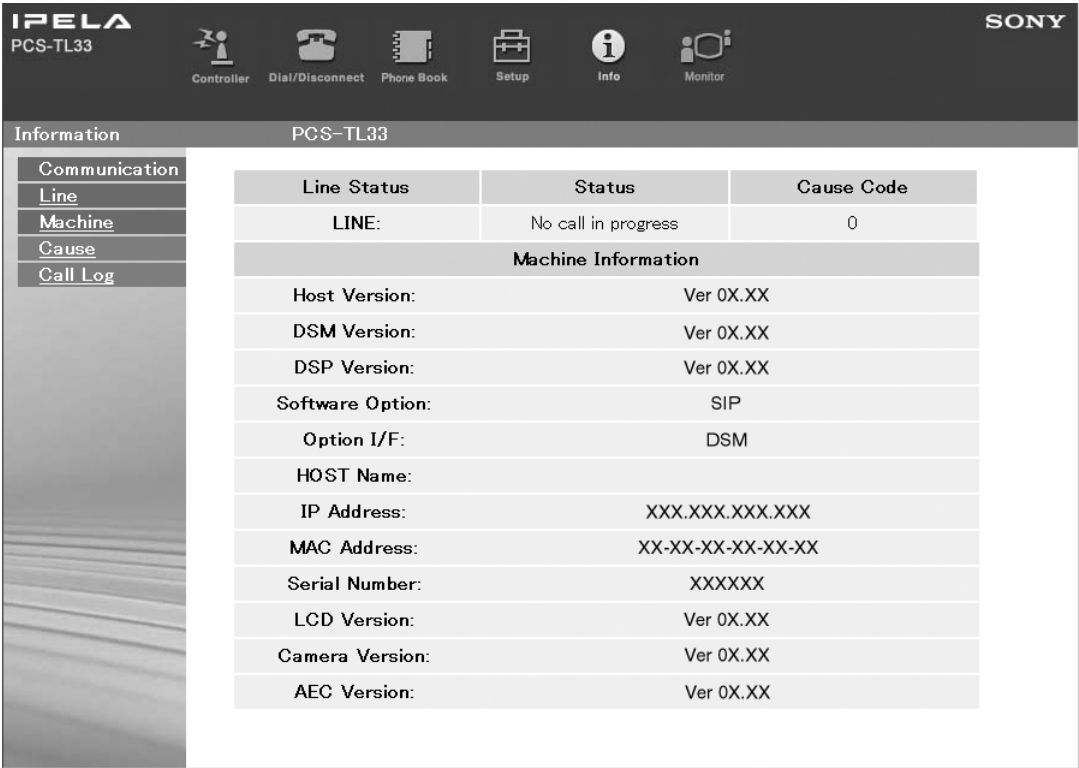 IPELA
SONY
PCS-TL33
Controller Dial/Disconnect Phone Book Setup Info Monitor
Information PCS-TL33
Communication
Line
Machine
Cause
Call Log
Line Status Status Cause Code
LINE: No call in progress 0
Machine Information
Host Version: Ver 0X.XX
DSM Version: Ver 0X.XX
DSP Version: Ver 0X.XX
Software Option: SIP
Option I/F: DSM
HOST Name:
IP Address: XXX.XXX.XXX.XXX
MAC Address: XX-XX-XX-XX-XX-XX
Serial Number: XXXXXX
LCD Version: Ver 0X.XX
Camera Version: Ver 0X.XX
AEC Version: Ver 0X.XX